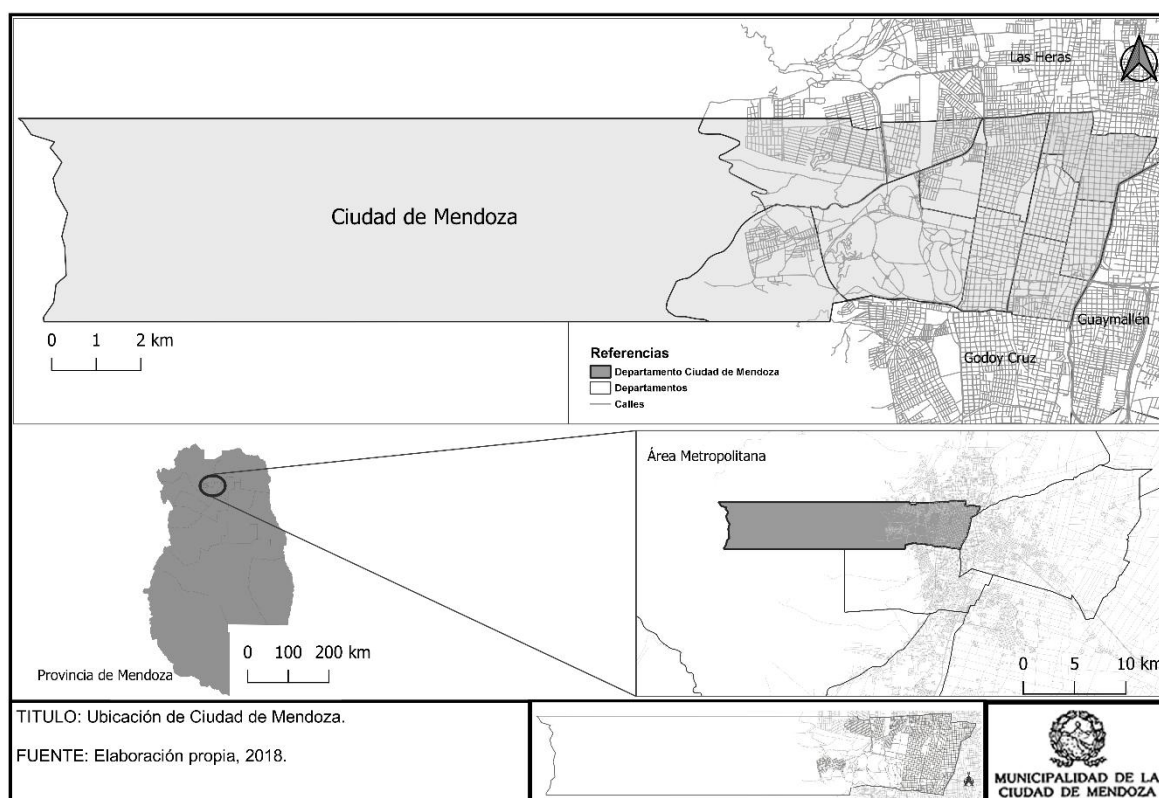 Las Heras
Ciudad de Mendoza
Guaymallén
Godoy Cruz
0 1 2 km
Referencias
Departamento Ciudad de Mendoza
Departamentos
Calles
Área Metropolitana
0 100 200 km
Provincia de Mendoza
0 5 10 km
TITULO: Ubicación de Ciudad de Mendoza.
FUENTE: Elaboración propia, 2018.
MUNICIPALIDAD DE LA
CIUDAD DE MENDOZA